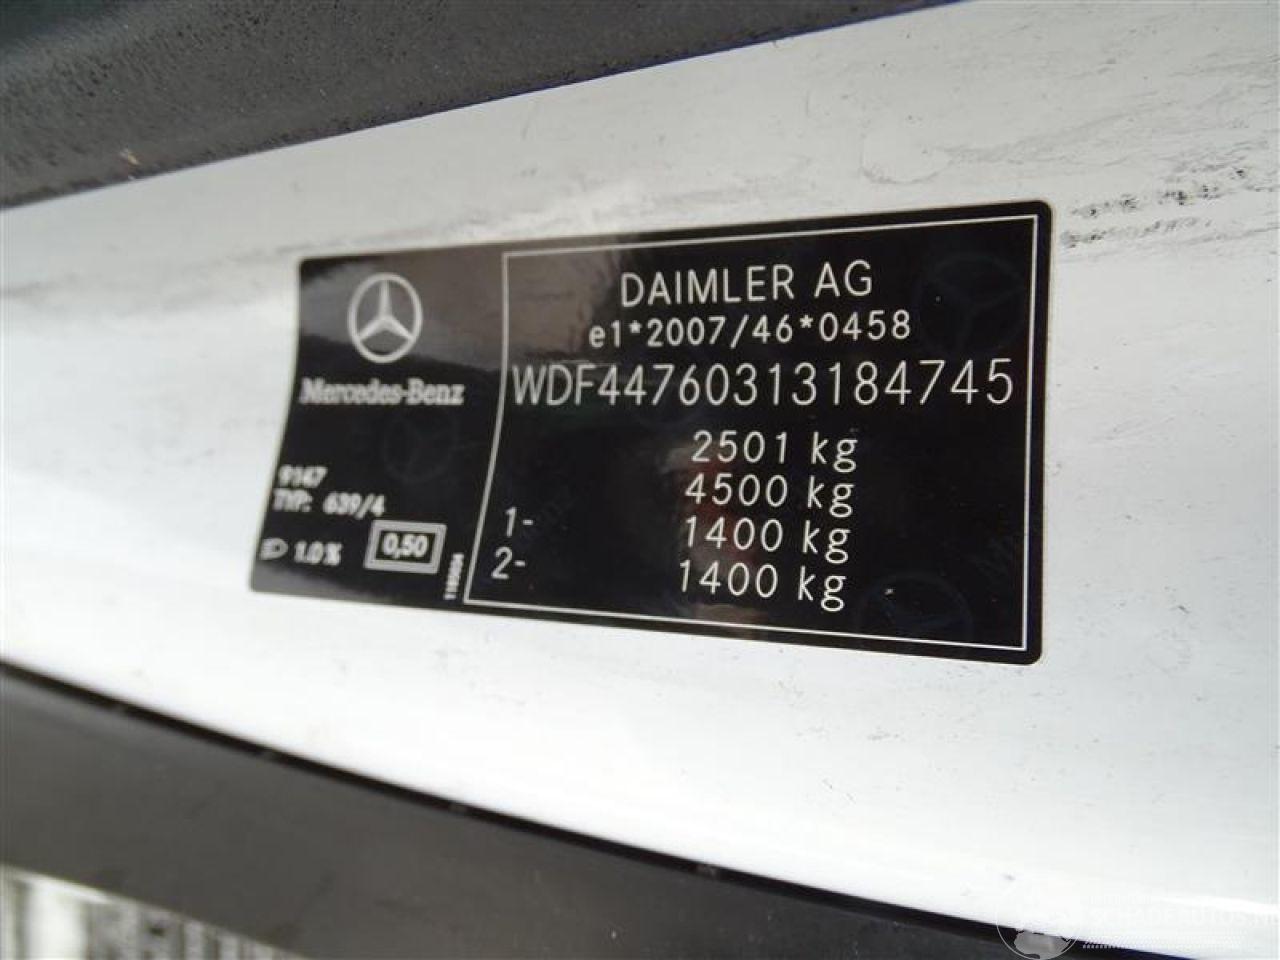 Mercedes-Benz
9147
TYP: 639/4
1.0%
0,50
DAIMLER AG
e1*2007/46*0458
WDF44760313184745
2501 kg
4500 kg
1- 1400 kg
2- 1400 kg